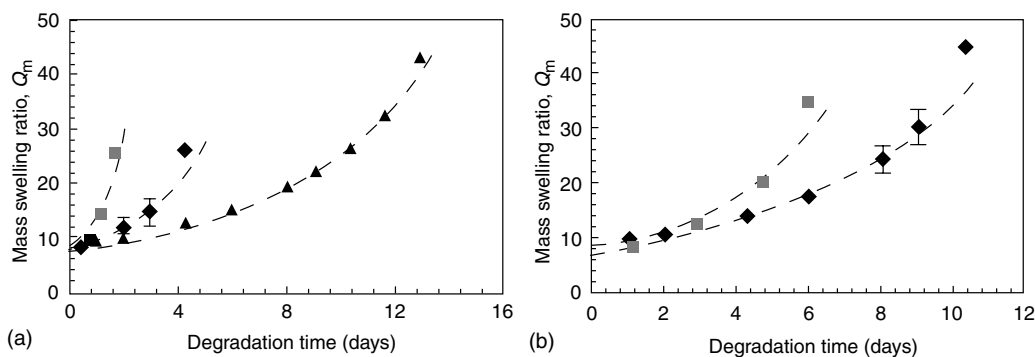 50
40
30
20
10
0
Mass swelling ratio, Qm
0 4 8 12 16
Degradation time (days)
(a)
50
40
30
20
10
0
Mass swelling ratio, Qm
0 2 4 6 8 10 12
Degradation time (days)
(b)